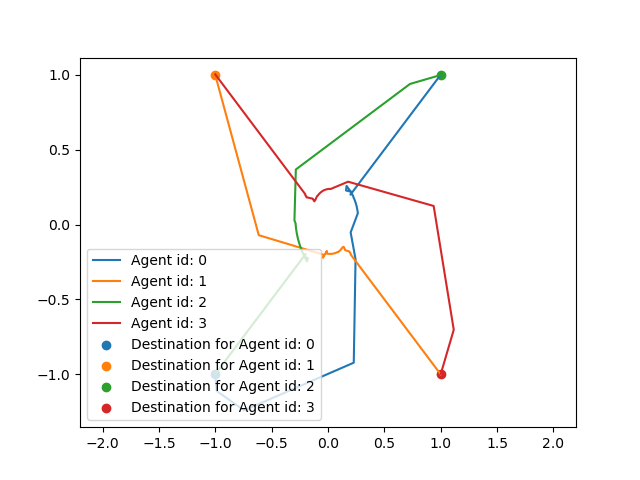 1.0
0.5
0.0
−0.5
−1.0
Agent id: 0
Agent id: 1
Agent id: 2
Agent id: 3
Destination for Agent id: 0
Destination for Agent id: 1
Destination for Agent id: 2
Destination for Agent id: 3
−2.0 −1.5 −1.0 −0.5 0.0 0.5 1.0 1.5 2.0